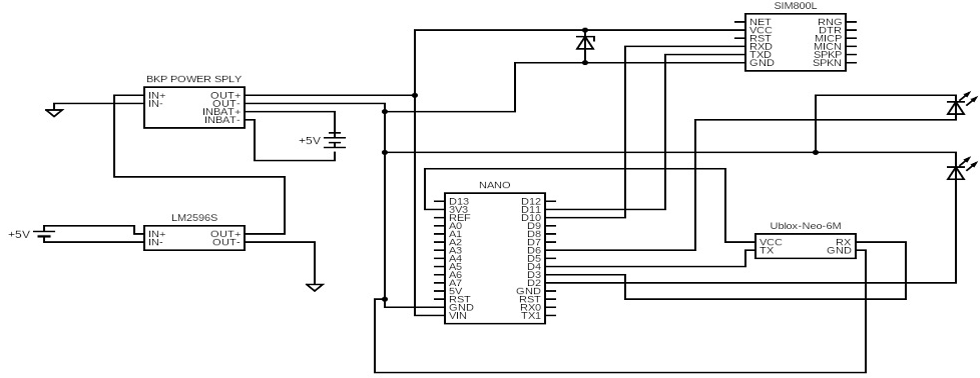 SIM800L
NET RNG
VCC DTR
RST MICP
RXD MICN
TXD SPKP
GND SPKN
BKP POWER SPLY
IN+ OUT+
IN- OUT-
INBAT+
INBAT-
+5V
LM2596S
+5V
IN+ OUT+
IN- OUT-
NANO
D13 D12
3V3 D11
REF D10
A0 D9
A1 D8
A2 D7
A3 D6
A4 D5
A5 D4
A6 D3
A7 D2
5V GND
RST RST
GND RX0
VIN TX1
Ublox-Neo-6M
VCC RX
TX GND